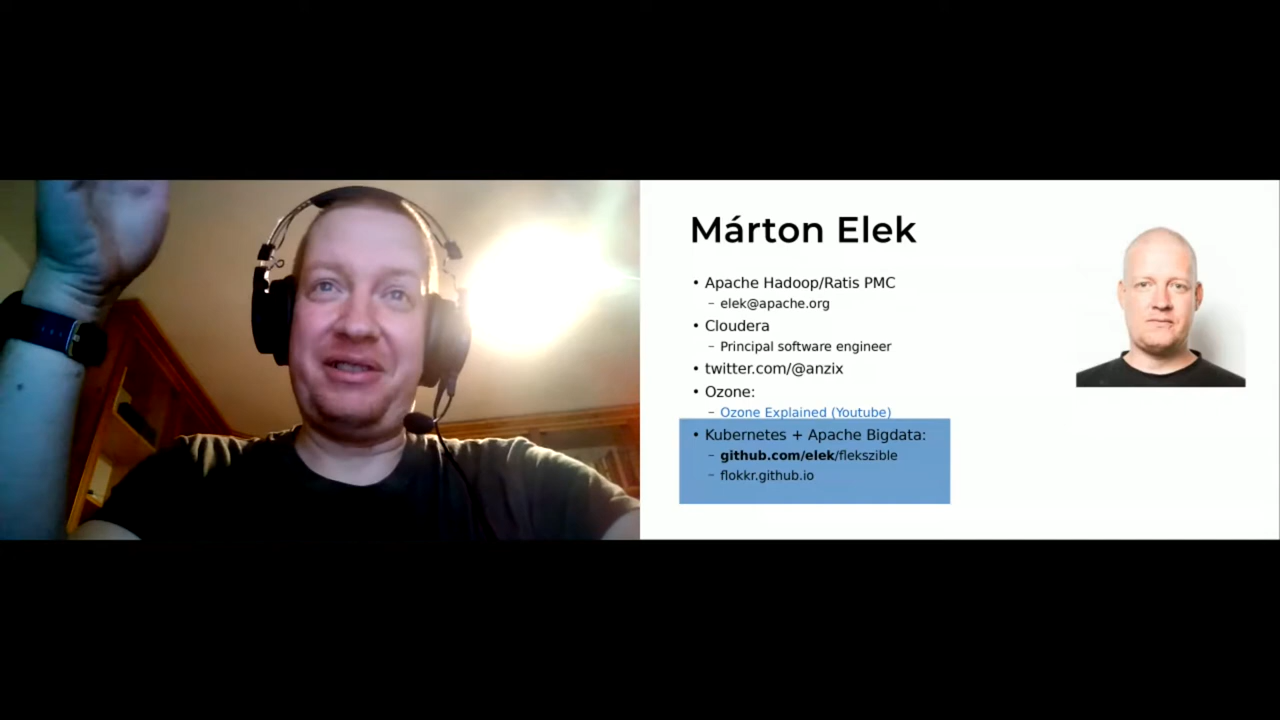 Márton Elek
• Apache Hadoop/Ratis PMC
– elek@apache.org
• Cloudera
– Principal software engineer
• twitter.com/@anzix
• Ozone:
– Ozone Explained (Youtube)
• Kubernetes + Apache Bigdata:
– github.com/elek/flekszible
– flokkr.github.io